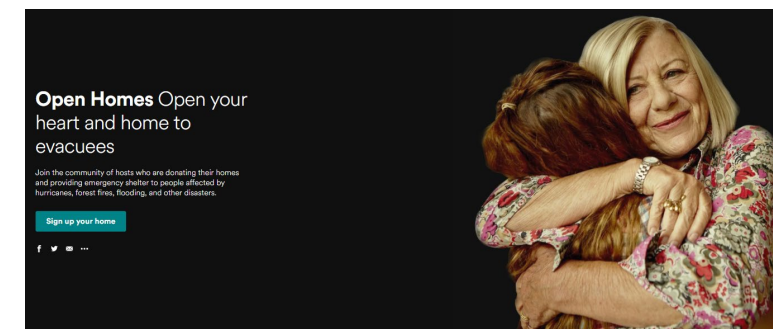 Open Homes Open your
heart and home to
evacuees
Join the community of hosts who are donating their homes
and providing emergency shelter to people affected by
hurricanes, forest fires, flooding, and other disasters.
Sign up your home